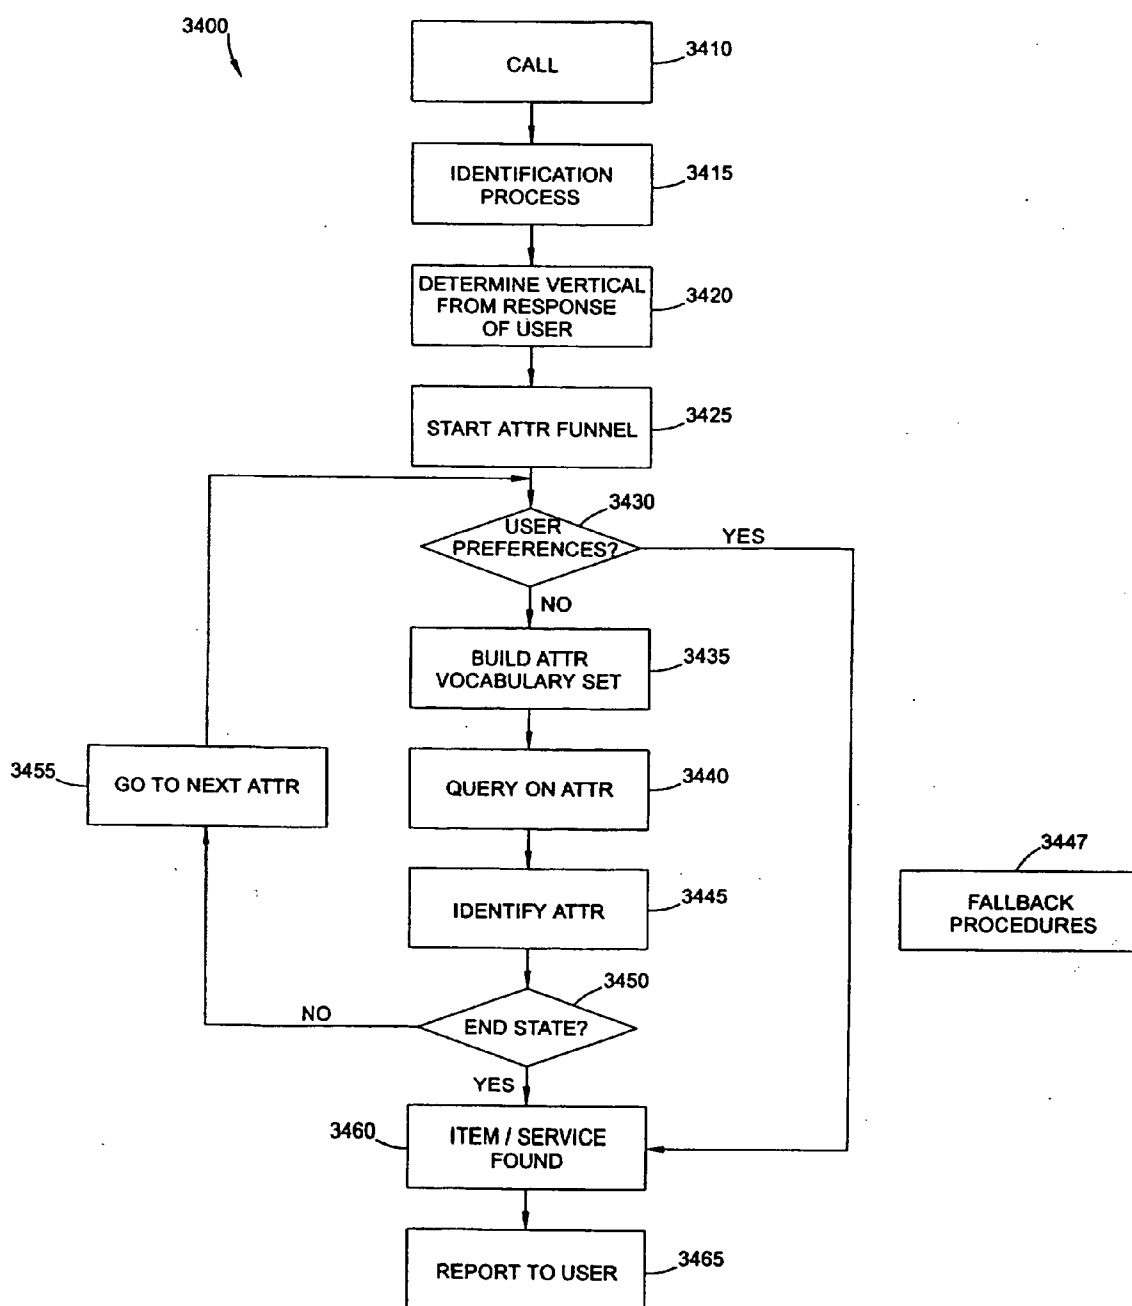 3400
CALL
3410
IDENTIFICATION
PROCESS
3415
DETERMINE VERTICAL
FROM RESPONSE
OF USER
3420
START ATTR FUNNEL
3425
USER
PREFERENCES?
3430
YES
NO
BUILD ATTR
VOCABULARY SET
3435
3455
GO TO NEXT ATTR
QUERY ON ATTR
3440
IDENTIFY ATTR
3445
3447
FALLBACK
PROCEDURES
END STATE?
3450
NO
YES
3460
ITEM / SERVICE
FOUND
REPORT TO USER
3465